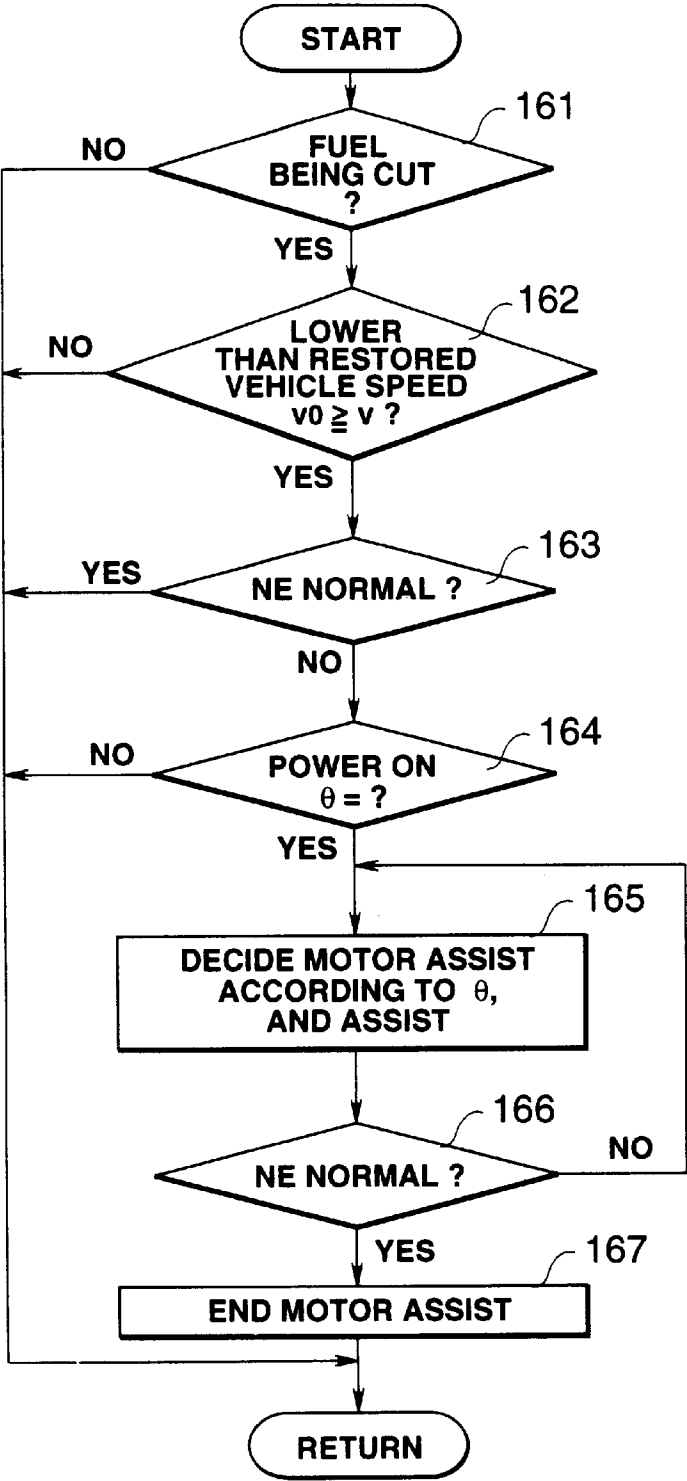 START
161
NO
FUEL
BEING CUT
?
YES
162
LOWER
THAN RESTORED
VEHICLE SPEED
v0 ≧ v ?
NO
YES
163
NE NORMAL ?
YES
NO
164
NO
POWER ON
θ = ?
YES
165
DECIDE MOTOR ASSIST
ACCORDING TO θ,
AND ASSIST
166
NE NORMAL ?
NO
YES
167
END MOTOR ASSIST
RETURN